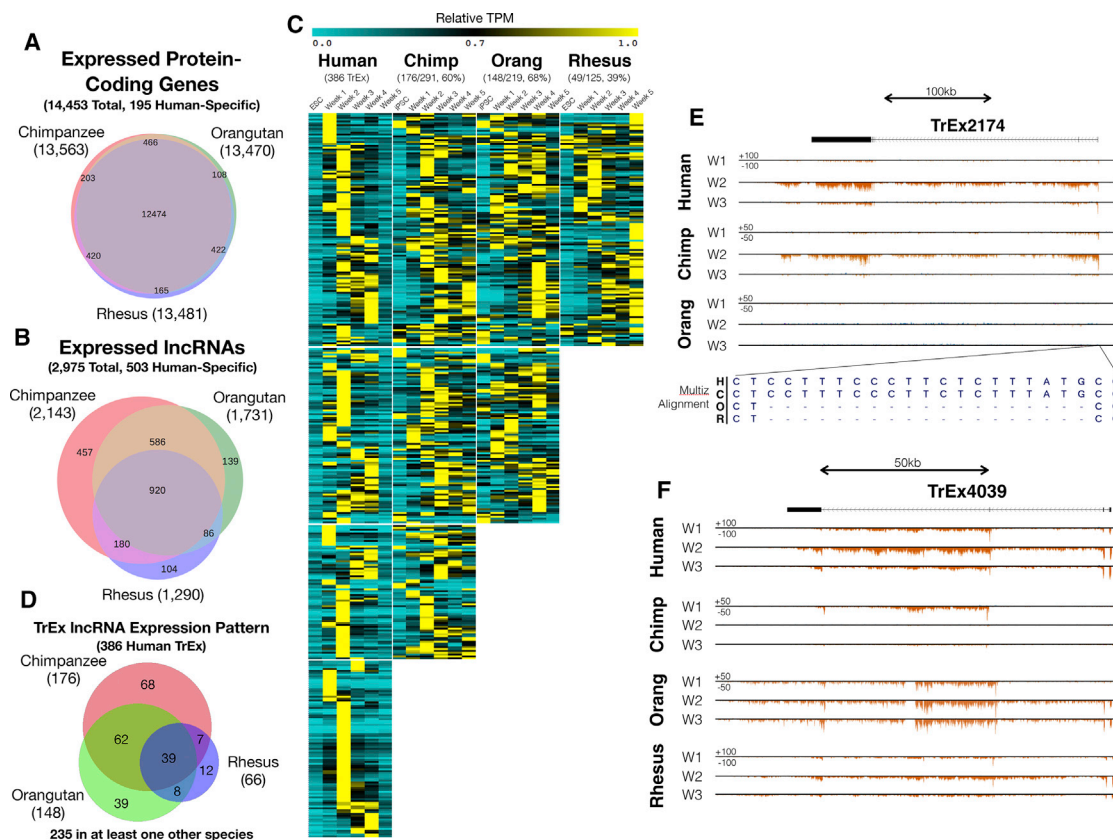 A
Expressed Protein-
Coding Genes
(14,453 Total, 195 Human-Specific)
Chimpanzee
(13,563)
Orangutan
(13,470)
466
203
108
12474
420
422
165
Rhesus (13,481)
B
Expressed lncRNAs
(2,975 Total, 503 Human-Specific)
Chimpanzee
(2,143)
Orangutan
(1,731)
457
586
139
920
180
86
104
Rhesus (1,290)
D
TrEx lncRNA Expression Pattern
(386 Human TrEx)
Chimpanzee
(176)
68
62
7
39
12
8
39
Rhesus
(66)
Orangutan
(148)
235 in at least one other species
C
Relative TPM
0.0 0.7 1.0
Human Chimp Orang Rhesus
(386 TrEx) (176/291, 60%) (148/219, 68%) (49/125, 39%)
ESC Week 1 Week 2 Week 3 Week 4 Week 5 iPSC Week 1 Week 2 Week 3 Week 4 Week 5 iPSC Week 1 Week 2 Week 3 Week 4 Week 5 ESC Week 1 Week 2 Week 3 Week 4 Week 5
E
100kb
TrEx2174
Human
W1 +100
-100
W2
W3
Chimp
W1 +50
-50
W2
W3
Orang
W1 +50
-50
W2
W3
Multiz
Alignment
H C T C C T T T C C C T T C T C T T T A T G C
C C T C C T T T C C C T T C T C T T T A T G C
O C T - - - - - - - - - - - - - - - - - - C
R C T - - - - - - - - - - - - - - - - - - C
F
50kb
TrEx4039
Human
W1 +100
-100
W2
W3
Chimp
W1 +50
-50
W2
W3
Orang
W1 +50
-50
W2
W3
Rhesus
W1 +100
-100
W2
W3